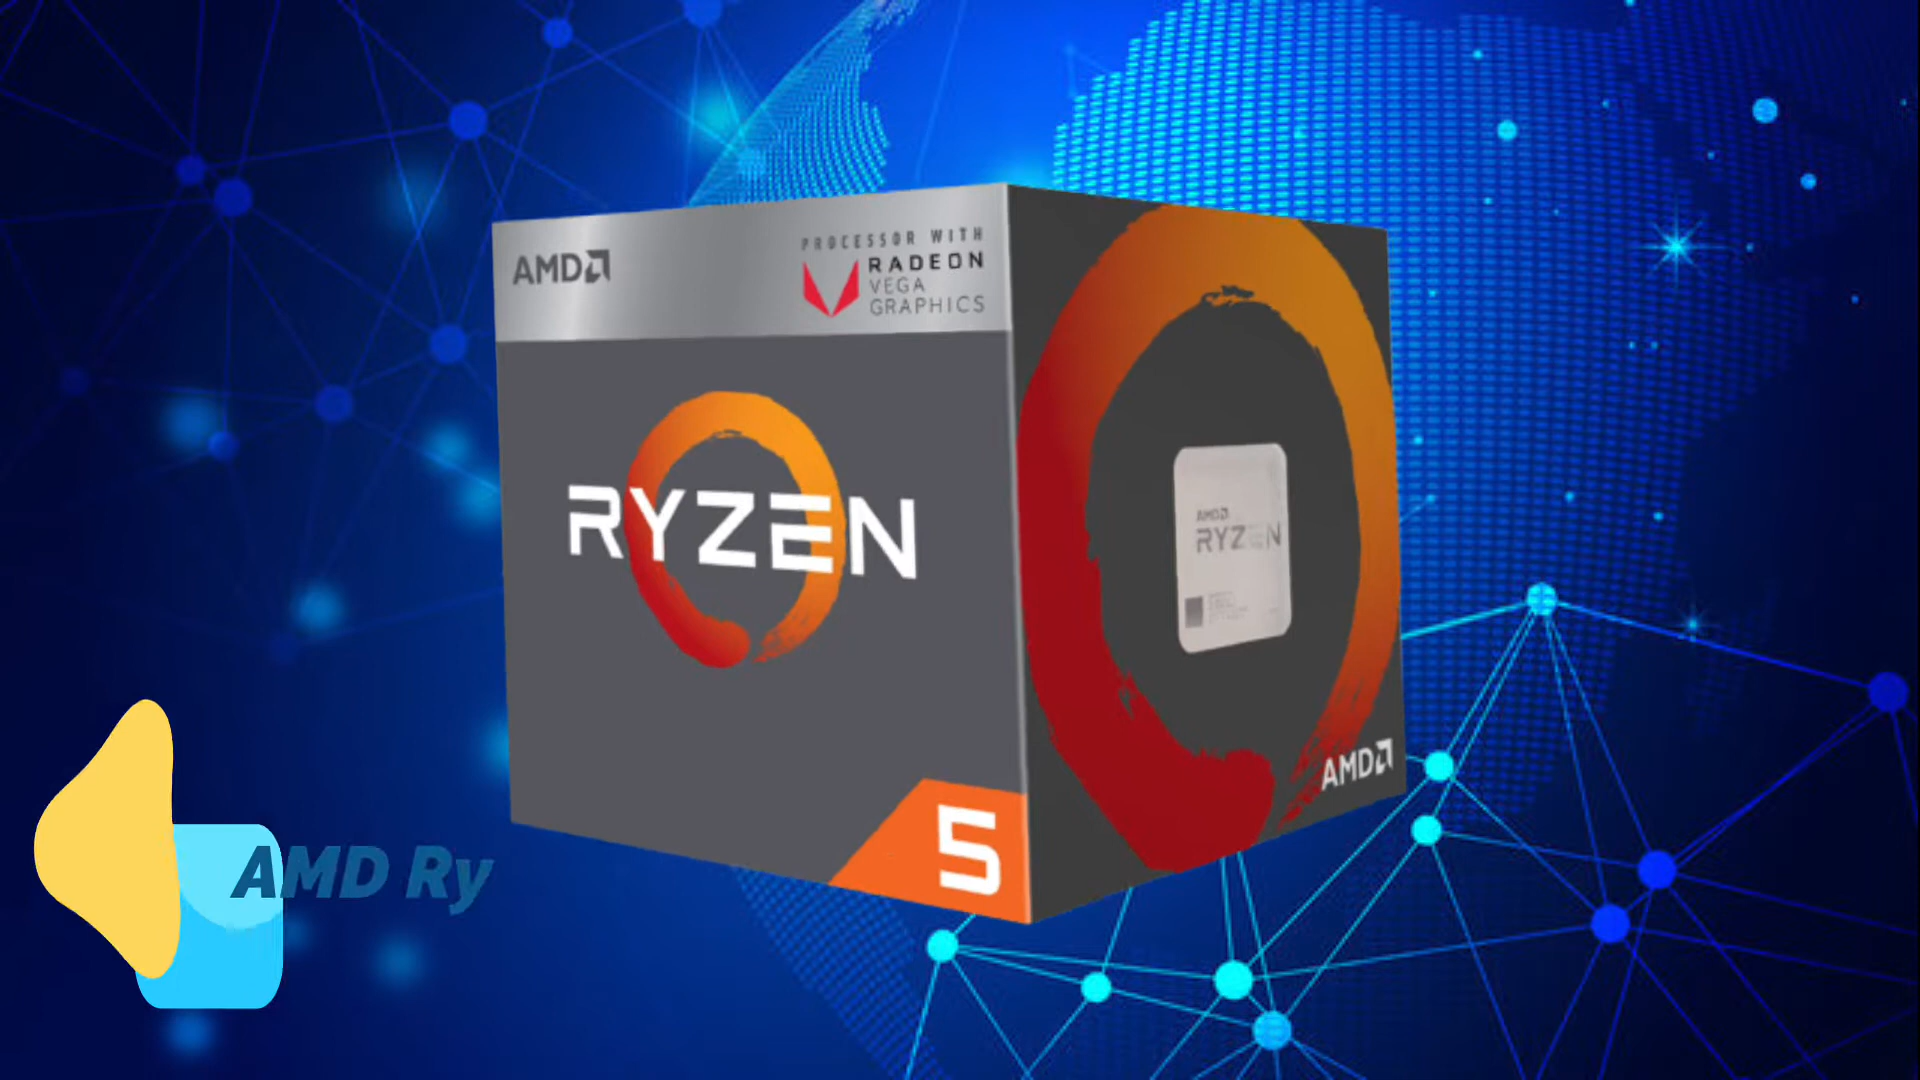 AMD
PROCESSOR WITH
RADEON
VEGA
GRAPHICS
RYZEN
5
AMD
RYZEN
AMD
AMD Ry